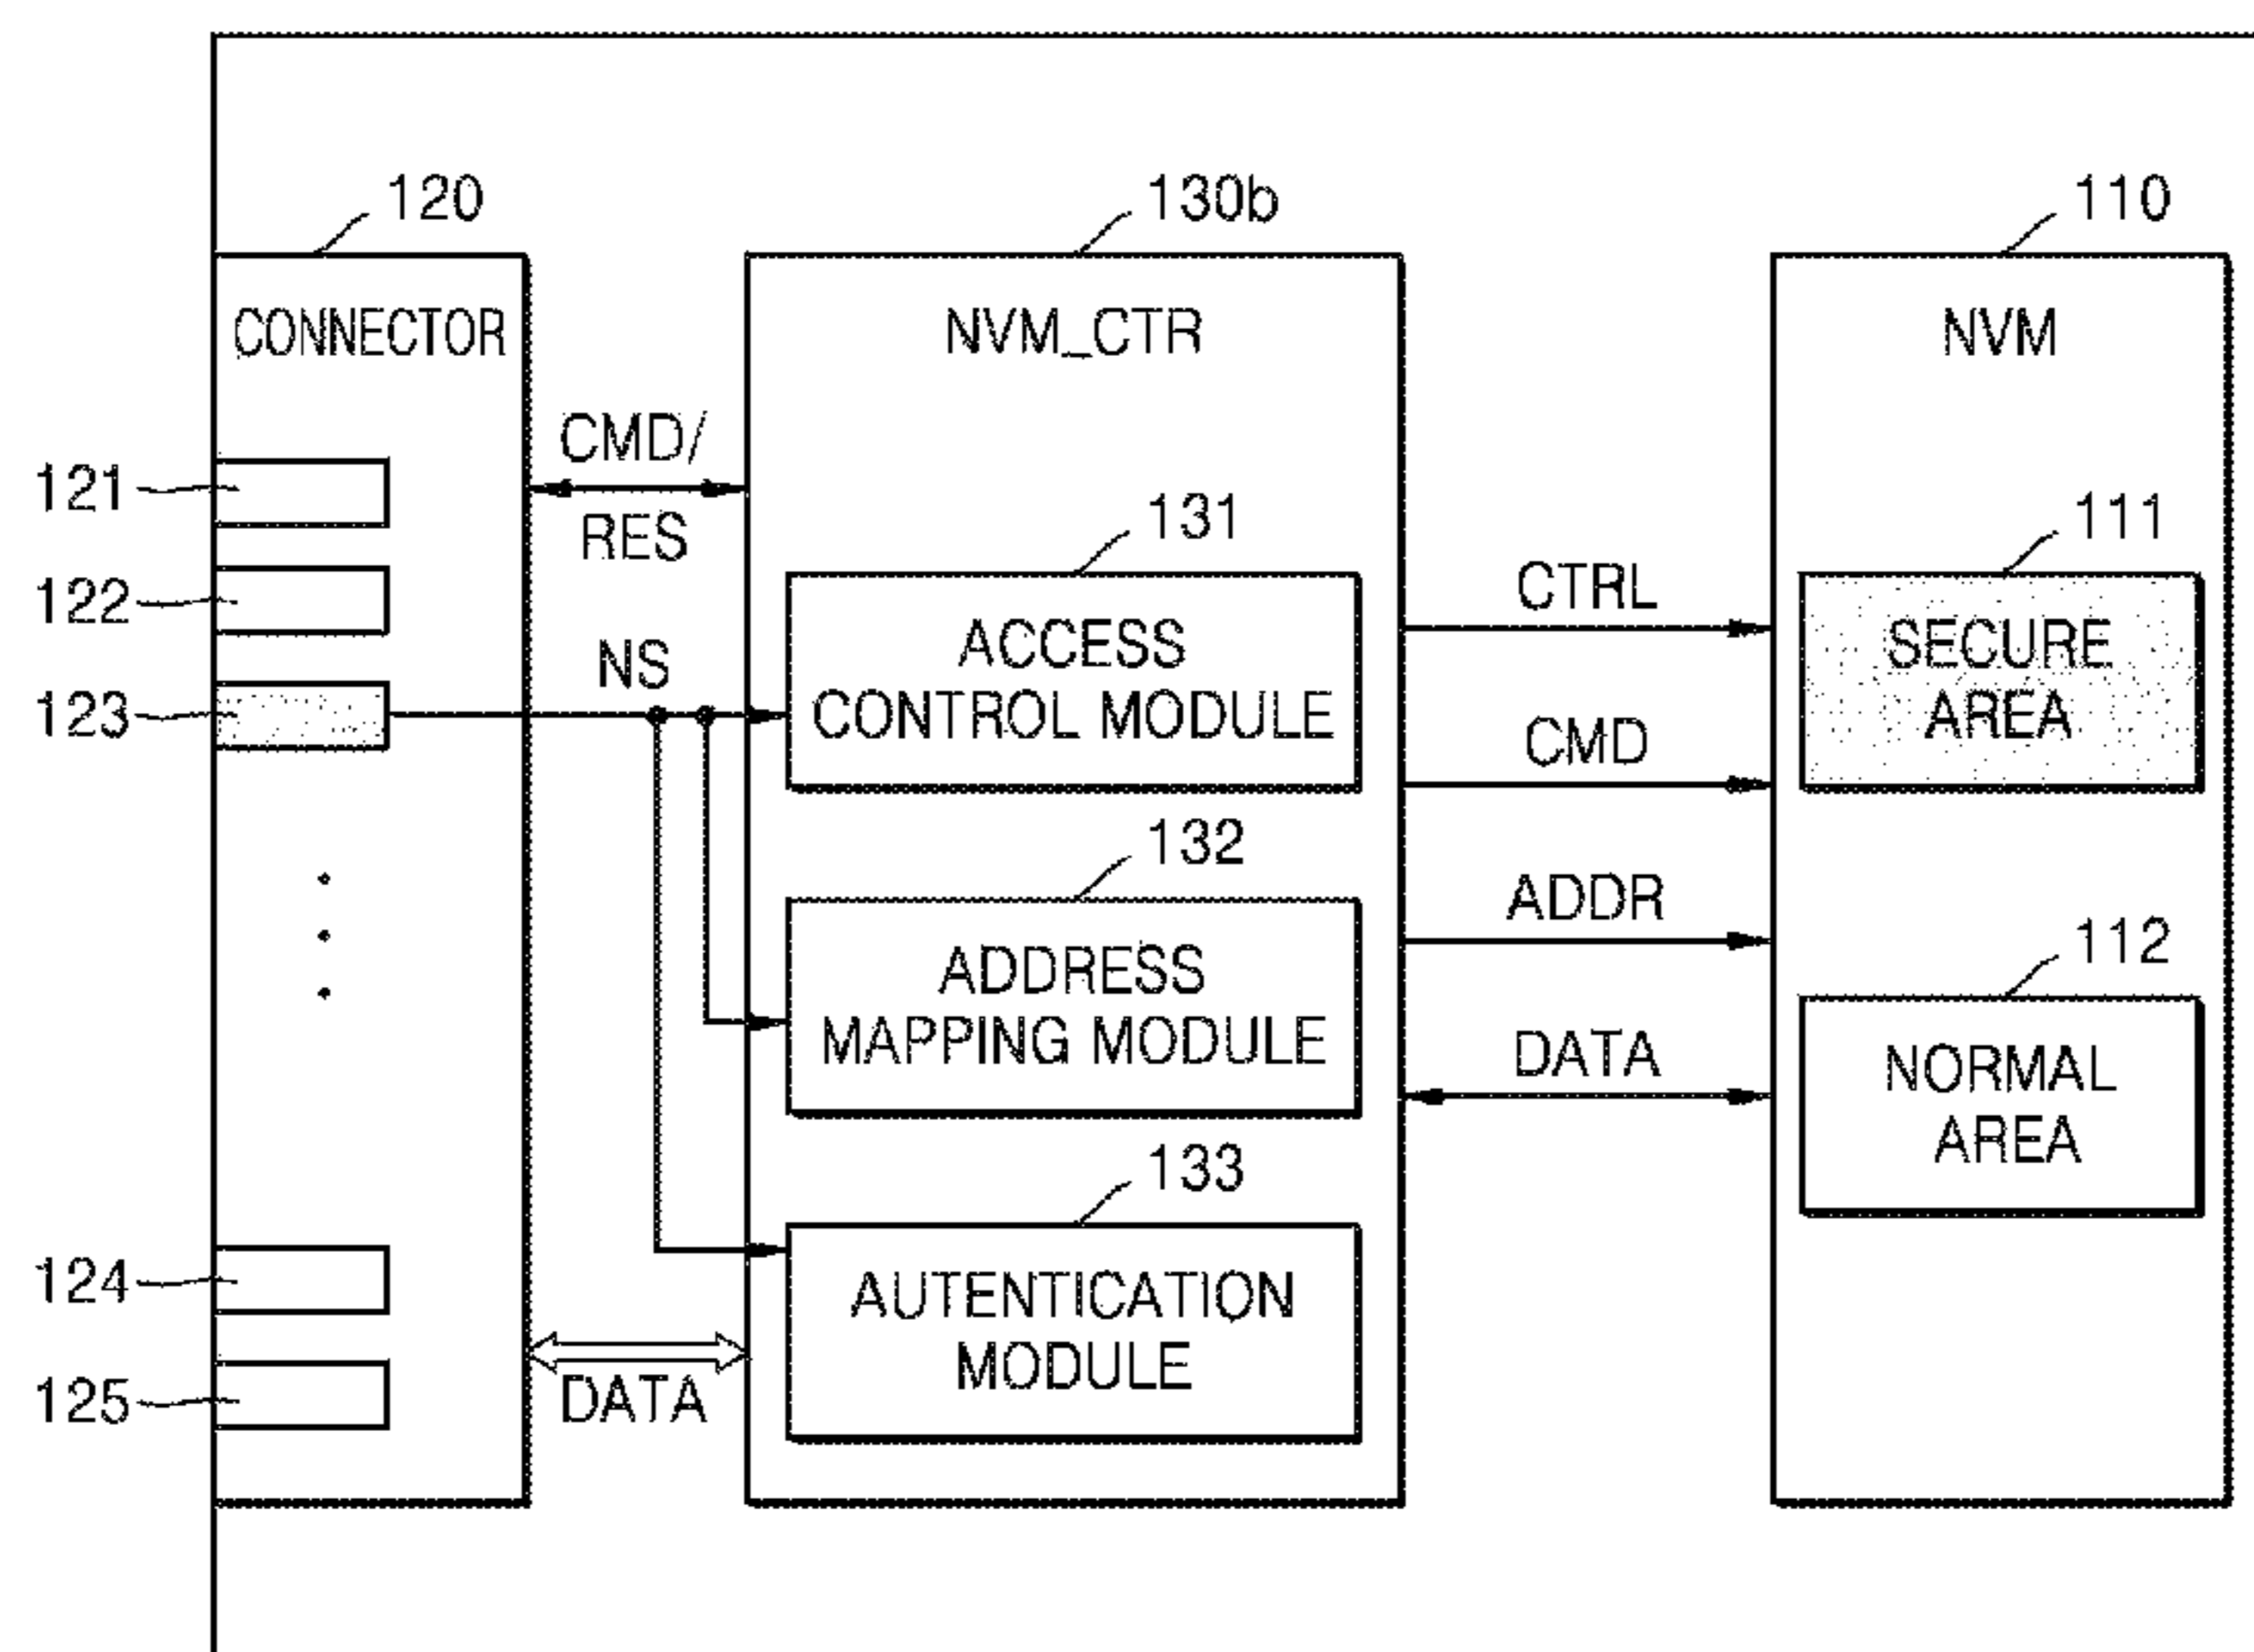 120
130b
110
CONNECTOR
NVM_CTR
NVM
CMD/
RES
121
122
123
NS
131
ACCESS
CONTROL MODULE
CTRL
CMD
ADDR
DATA
111
SECURE
AREA
132
ADDRESS
MAPPING MODULE
112
NORMAL
AREA
133
AUTENTICATION
MODULE
124
125
DATA